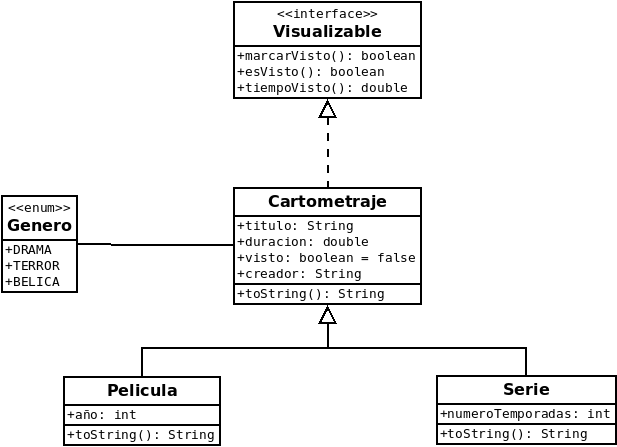 <<interface>>
Visualizable
+marcarVisto(): boolean
+esVisto(): boolean
+tiempoVisto(): double
<<enum>>
Genero
+DRAMA
+TERROR
+BELICA
Cartometraje
+titulo: String
+duracion: double
+visto: boolean = false
+creador: String
+toString(): String
Pelicula
+año: int
+toString(): String
Serie
+numeroTemporadas: int
+toString(): String